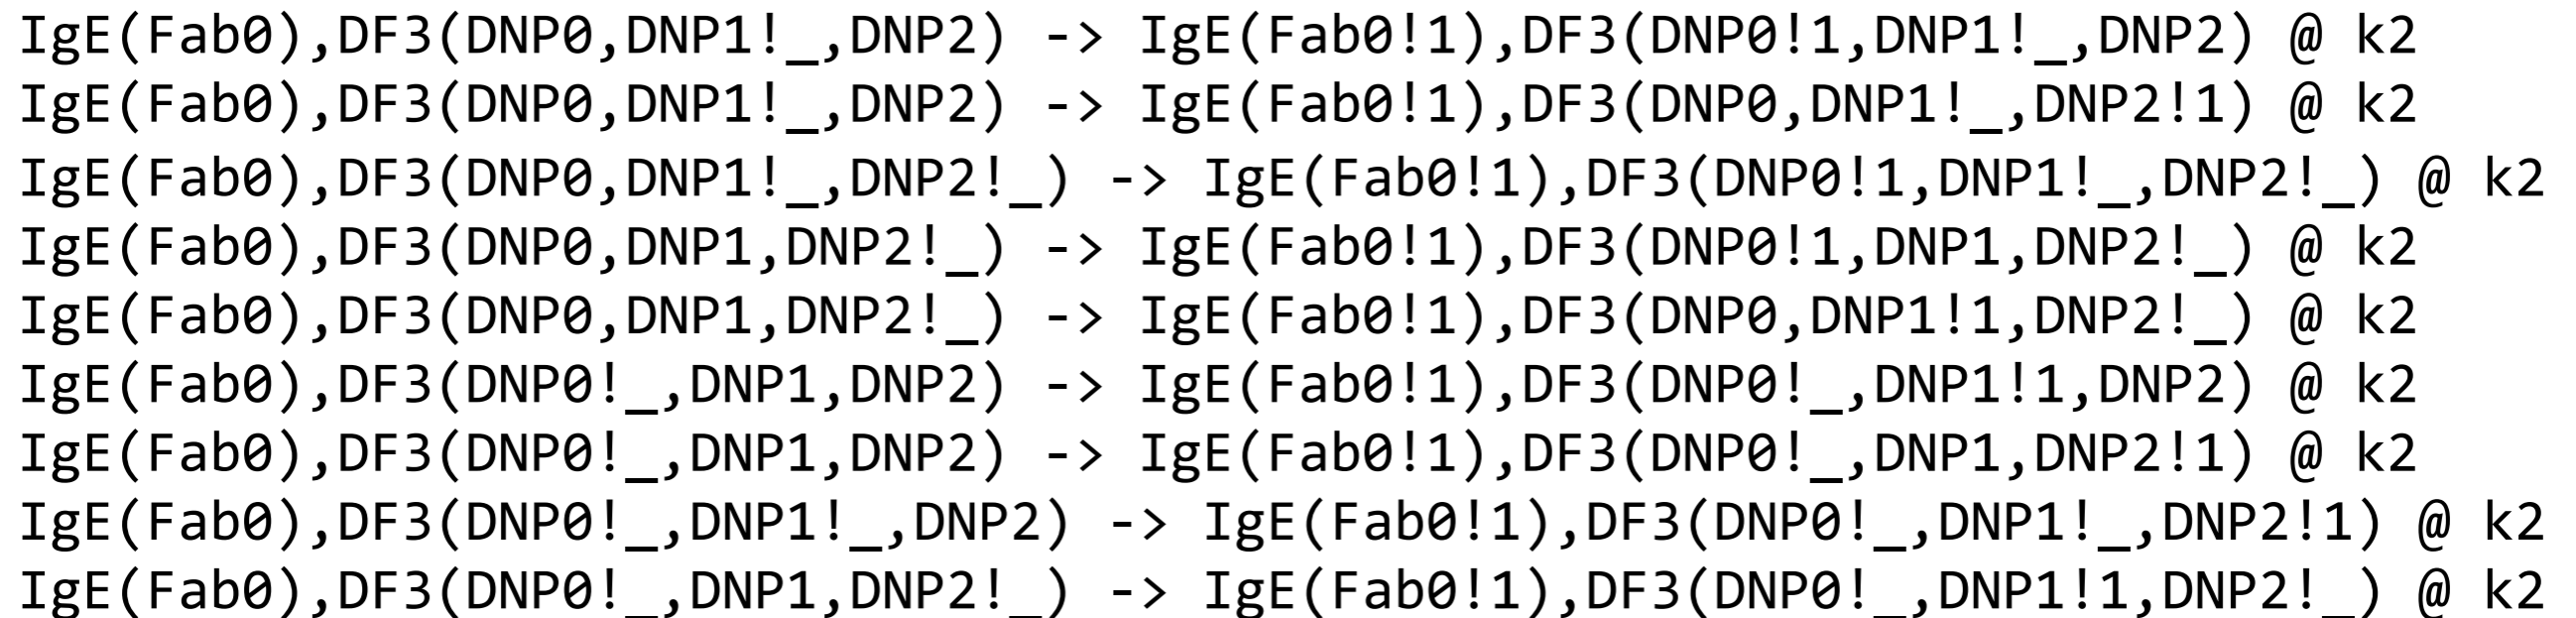 IgE(Fab0),DF3(DNP0,DNP1!_,DNP2) -> IgE(Fab0!1),DF3(DNP0!1,DNP1!_,DNP2) @ k2
IgE(Fab0),DF3(DNP0,DNP1!_,DNP2) -> IgE(Fab0!1),DF3(DNP0,DNP1!_,DNP2!1) @ k2
IgE(Fab0),DF3(DNP0,DNP1!_,DNP2!_) -> IgE(Fab0!1),DF3(DNP0!1,DNP1!_,DNP2!_) @ k2
IgE(Fab0),DF3(DNP0,DNP1,DNP2!_) -> IgE(Fab0!1),DF3(DNP0!1,DNP1,DNP2!_) @ k2
IgE(Fab0),DF3(DNP0,DNP1,DNP2!_) -> IgE(Fab0!1),DF3(DNP0,DNP1!1,DNP2!_) @ k2
IgE(Fab0),DF3(DNP0!_,DNP1,DNP2) -> IgE(Fab0!1),DF3(DNP0!_,DNP1!1,DNP2) @ k2
IgE(Fab0),DF3(DNP0!_,DNP1,DNP2) -> IgE(Fab0!1),DF3(DNP0!_,DNP1,DNP2!1) @ k2
IgE(Fab0),DF3(DNP0!_,DNP1!_,DNP2) -> IgE(Fab0!1),DF3(DNP0!_,DNP1!_,DNP2!1) @ k2
IgE(Fab0),DF3(DNP0!_,DNP1,DNP2!_) -> IgE(Fab0!1),DF3(DNP0!_,DNP1!1,DNP2!_) @ k2